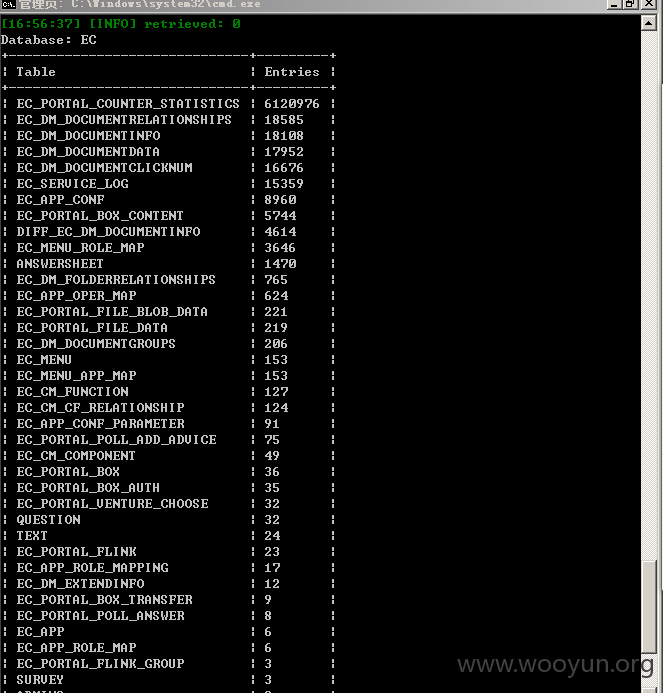 管理员: C:\Windows\system32\cmd.exe
[16:56:37] [INFO] retrieved: 0
Database: EC
+-------------------------------+---------+
¦ Table ¦ Entries ¦
+-------------------------------+---------+
¦ EC_PORTAL_COUNTER_STATISTICS ¦ 6120976 ¦
¦ EC_DM_DOCUMENTRELATIONSHIPS ¦ 18585 ¦
¦ EC_DM_DOCUMENTINFO ¦ 18108 ¦
¦ EC_DM_DOCUMENTDATA ¦ 17952 ¦
¦ EC_DM_DOCUMENTCLICKNUM ¦ 16676 ¦
¦ EC_SERVICE_LOG ¦ 15359 ¦
¦ EC_APP_CONF ¦ 8960 ¦
¦ EC_PORTAL_BOX_CONTENT ¦ 5744 ¦
¦ DIFF_EC_DM_DOCUMENTINFO ¦ 4614 ¦
¦ EC_MENU_ROLE_MAP ¦ 3646 ¦
¦ ANSWERSHEET ¦ 1470 ¦
¦ EC_DM_FOLDERRELATIONSHIPS ¦ 765 ¦
¦ EC_APP_OPER_MAP ¦ 624 ¦
¦ EC_PORTAL_FILE_BLOB_DATA ¦ 221 ¦
¦ EC_PORTAL_FILE_DATA ¦ 219 ¦
¦ EC_DM_DOCUMENTGROUPS ¦ 206 ¦
¦ EC_MENU ¦ 153 ¦
¦ EC_MENU_APP_MAP ¦ 153 ¦
¦ EC_CM_FUNCTION ¦ 127 ¦
¦ EC_CM_CF_RELATIONSHIP ¦ 124 ¦
¦ EC_APP_CONF_PARAMETER ¦ 91 ¦
¦ EC_PORTAL_POLL_ADD_ADVICE ¦ 75 ¦
¦ EC_CM_COMPONENT ¦ 49 ¦
¦ EC_PORTAL_BOX ¦ 36 ¦
¦ EC_PORTAL_BOX_AUTH ¦ 35 ¦
¦ EC_PORTAL_VENTURE_CHOOSE ¦ 32 ¦
¦ QUESTION ¦ 32 ¦
¦ TEXT ¦ 24 ¦
¦ EC_PORTAL_FLINK ¦ 23 ¦
¦ EC_APP_ROLE_MAPPING ¦ 17 ¦
¦ EC_DM_EXTENDINFO ¦ 12 ¦
¦ EC_PORTAL_BOX_TRANSFER ¦ 9 ¦
¦ EC_PORTAL_POLL_ANSWER ¦ 8 ¦
¦ EC_APP ¦ 6 ¦
¦ EC_APP_ROLE_MAP ¦ 6 ¦
¦ EC_PORTAL_FLINK_GROUP ¦ 3 ¦
¦ SURVEY ¦ 3 ¦
www.wooyun.org